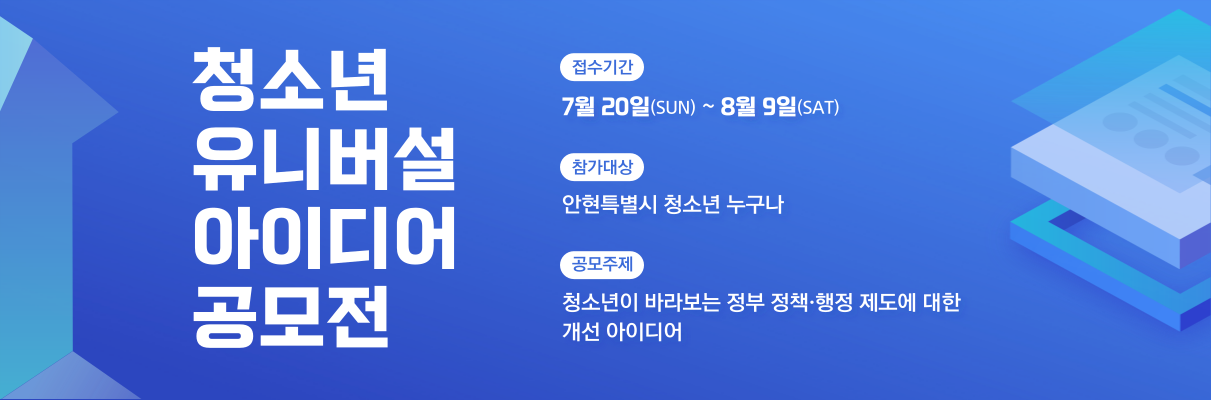 청소년
유니버설
아이디어
공모전
접수기간
7월 20일(SUN) ~ 8월 9일(SAT)
참가대상
안현특별시 청소년 누구나
공모주제
청소년이 바라보는 정부 정책·행정 제도에 대한
개선 아이디어